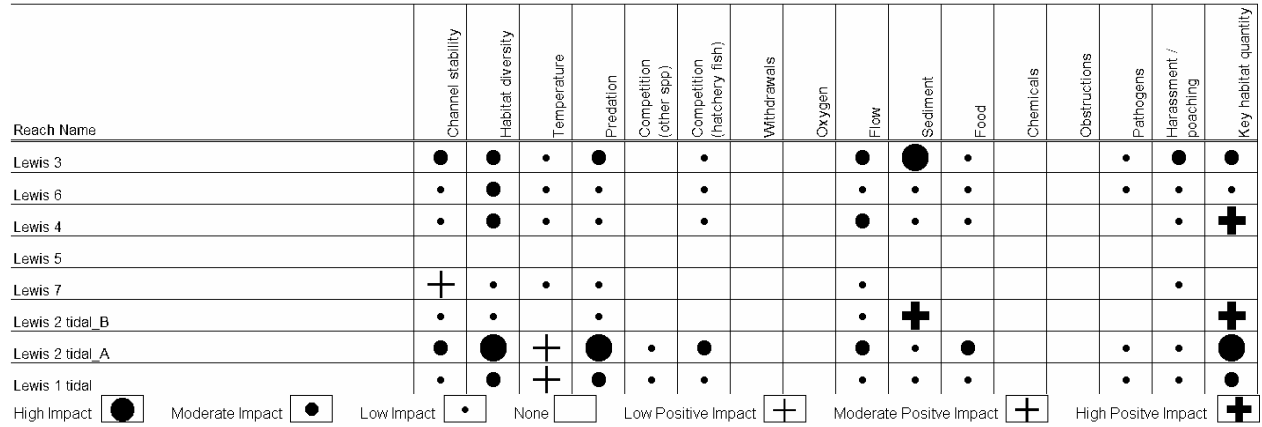 Reach Name
Channel stability
Habitat diversity
Temperature
Predation
Competition
(other spp)
Competition
(hatchery fish)
Withdrawals
Oxygen
Flow
Sediment
Food
Chemicals
Obstructions
Pathogens
Harassment /
poaching
Key habitat quantity
Lewis 3
Lewis 6
Lewis 4
Lewis 5
Lewis 7
Lewis 2 tidal_B
Lewis 2 tidal_A
Lewis 1 tidal
High Impact Moderate Impact Low Impact None Low Positive Impact Moderate Positve Impact High Positve Impact